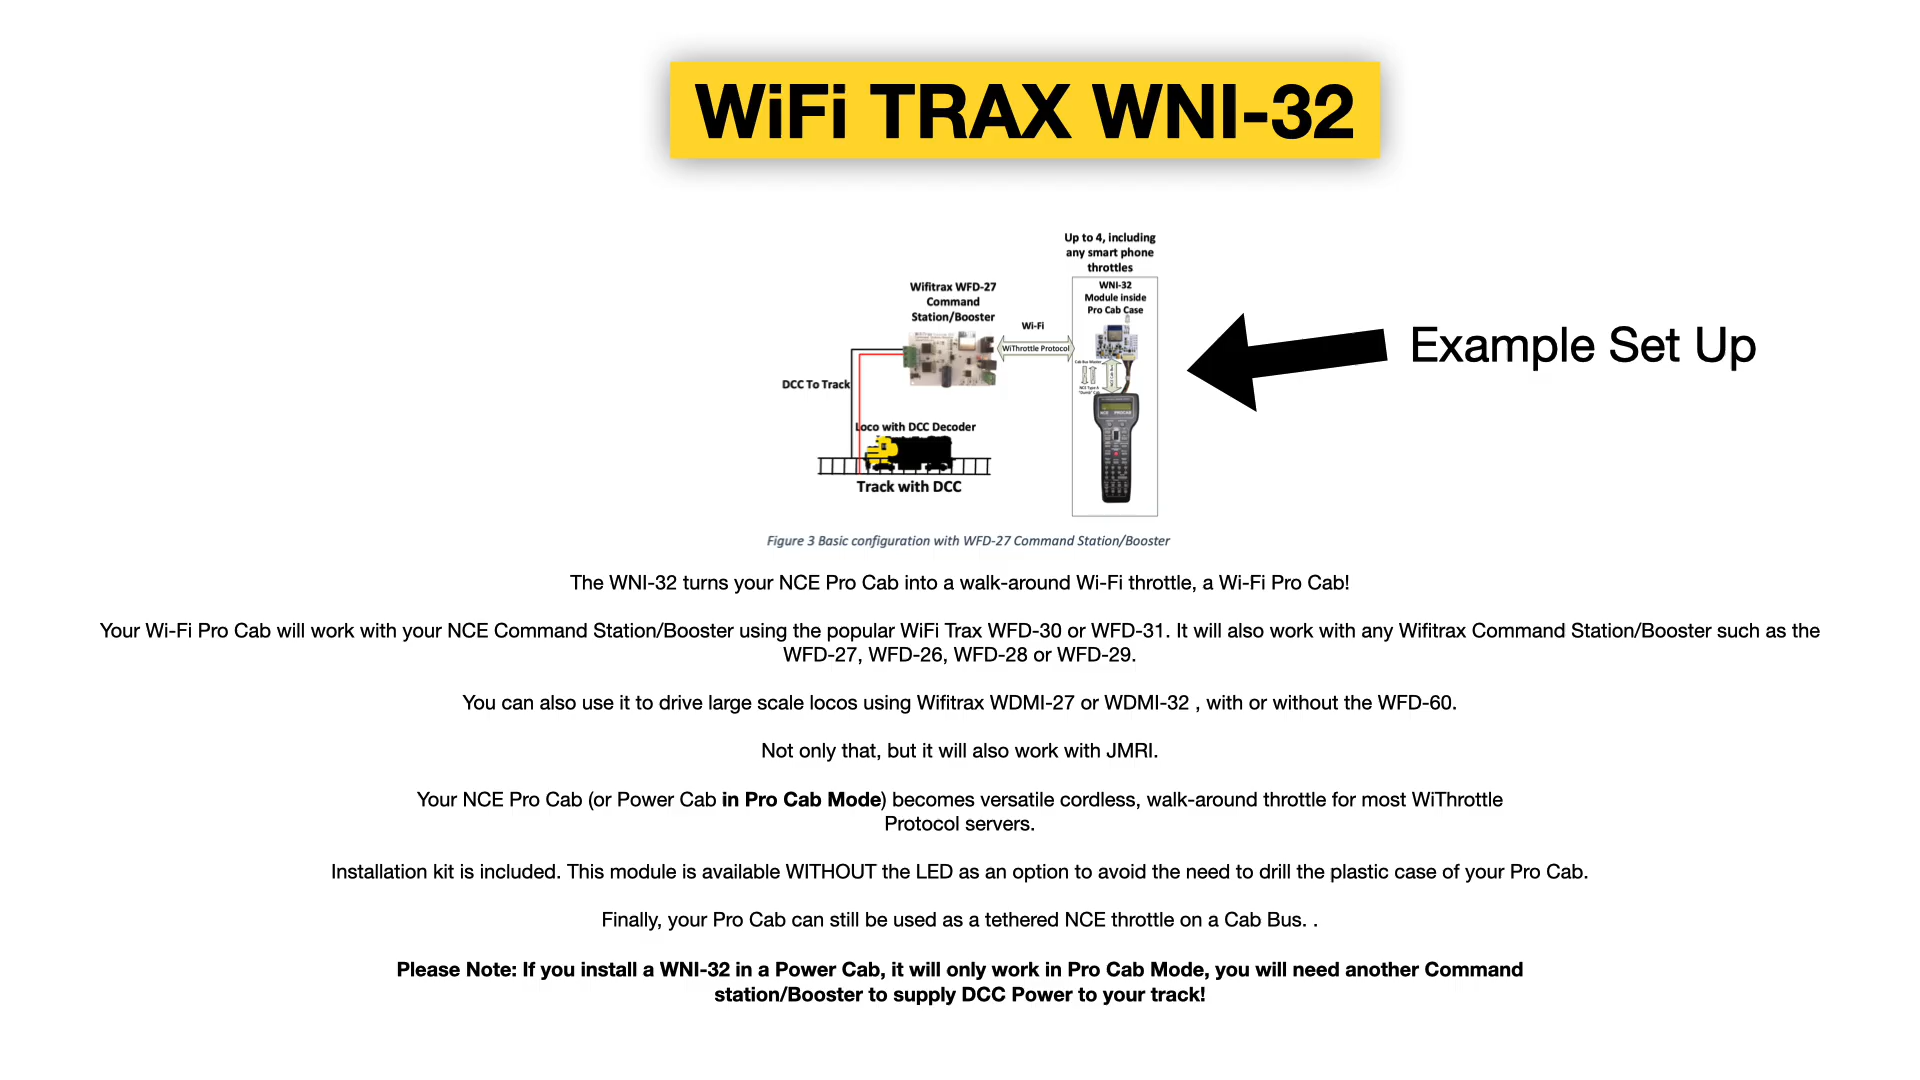 WiFi TRAX WNI-32
Up to 4, including
any smart phone
throttles
Wifitrax WFD-27
Command
Station/Booster
WNI-32
Module inside
Pro Cab Case
Wi-Fi
WiThrottle Protocol
Example Set Up
Cab Bus Master
NCE Cab Bus
NCE Type A
"Dumb" Cab
DCC To Track
NCE PROCAB
Loco with DCC Decoder
Track with DCC
Figure 3 Basic configuration with WFD-27 Command Station/Booster
The WNI-32 turns your NCE Pro Cab into a walk-around Wi-Fi throttle, a Wi-Fi Pro Cab!
Your Wi-Fi Pro Cab will work with your NCE Command Station/Booster using the popular WiFi Trax WFD-30 or WFD-31. It will also work with any Wifitrax Command Station/Booster such as the
WFD-27, WFD-26, WFD-28 or WFD-29.
You can also use it to drive large scale locos using Wifitrax WDMI-27 or WDMI-32 , with or without the WFD-60.
Not only that, but it will also work with JMRI.
Your NCE Pro Cab (or Power Cab in Pro Cab Mode) becomes versatile cordless, walk-around throttle for most WiThrottle
Protocol servers.
Installation kit is included. This module is available WITHOUT the LED as an option to avoid the need to drill the plastic case of your Pro Cab.
Finally, your Pro Cab can still be used as a tethered NCE throttle on a Cab Bus. .
Please Note: If you install a WNI-32 in a Power Cab, it will only work in Pro Cab Mode, you will need another Command
station/Booster to supply DCC Power to your track!